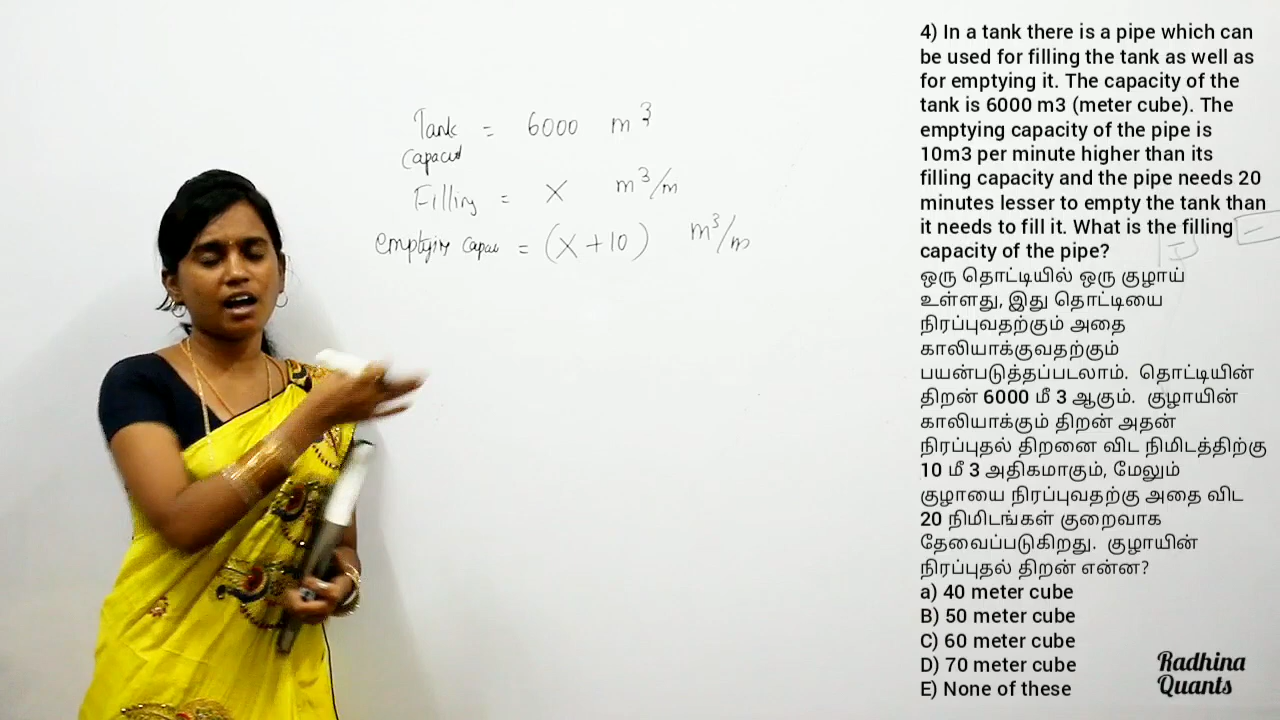 Tank = 6000 m³
Capacit
Filling = X m³/m
emptying capac = (X+10) m³/m
4) In a tank there is a pipe which can
be used for filling the tank as well as
for emptying it. The capacity of the
tank is 6000 m3 (meter cube). The
emptying capacity of the pipe is
10m3 per minute higher than its
filling capacity and the pipe needs 20
minutes lesser to empty the tank than
it needs to fill it. What is the filling
capacity of the pipe?
ஒரு தொட்டியில் ஒரு குழாய்
உள்ளது, இது தொட்டியை
நிரப்புவதற்கும் அதை
காலியாக்குவதற்கும்
பயன்படுத்தப்படலாம். தொட்டியின்
திறன் 6000 மீ 3 ஆகும். குழாயின்
காலியாக்கும் திறன் அதன்
நிரப்புதல் திறனை விட நிமிடத்திற்கு
10 மீ 3 அதிகமாகும், மேலும்
குழாயை நிரப்புவதற்கு அதை விட
20 நிமிடங்கள் குறைவாக
தேவைப்படுகிறது. குழாயின்
நிரப்புதல் திறன் என்ன?
a) 40 meter cube
B) 50 meter cube
C) 60 meter cube
D) 70 meter cube
E) None of these
Radhina
Quants